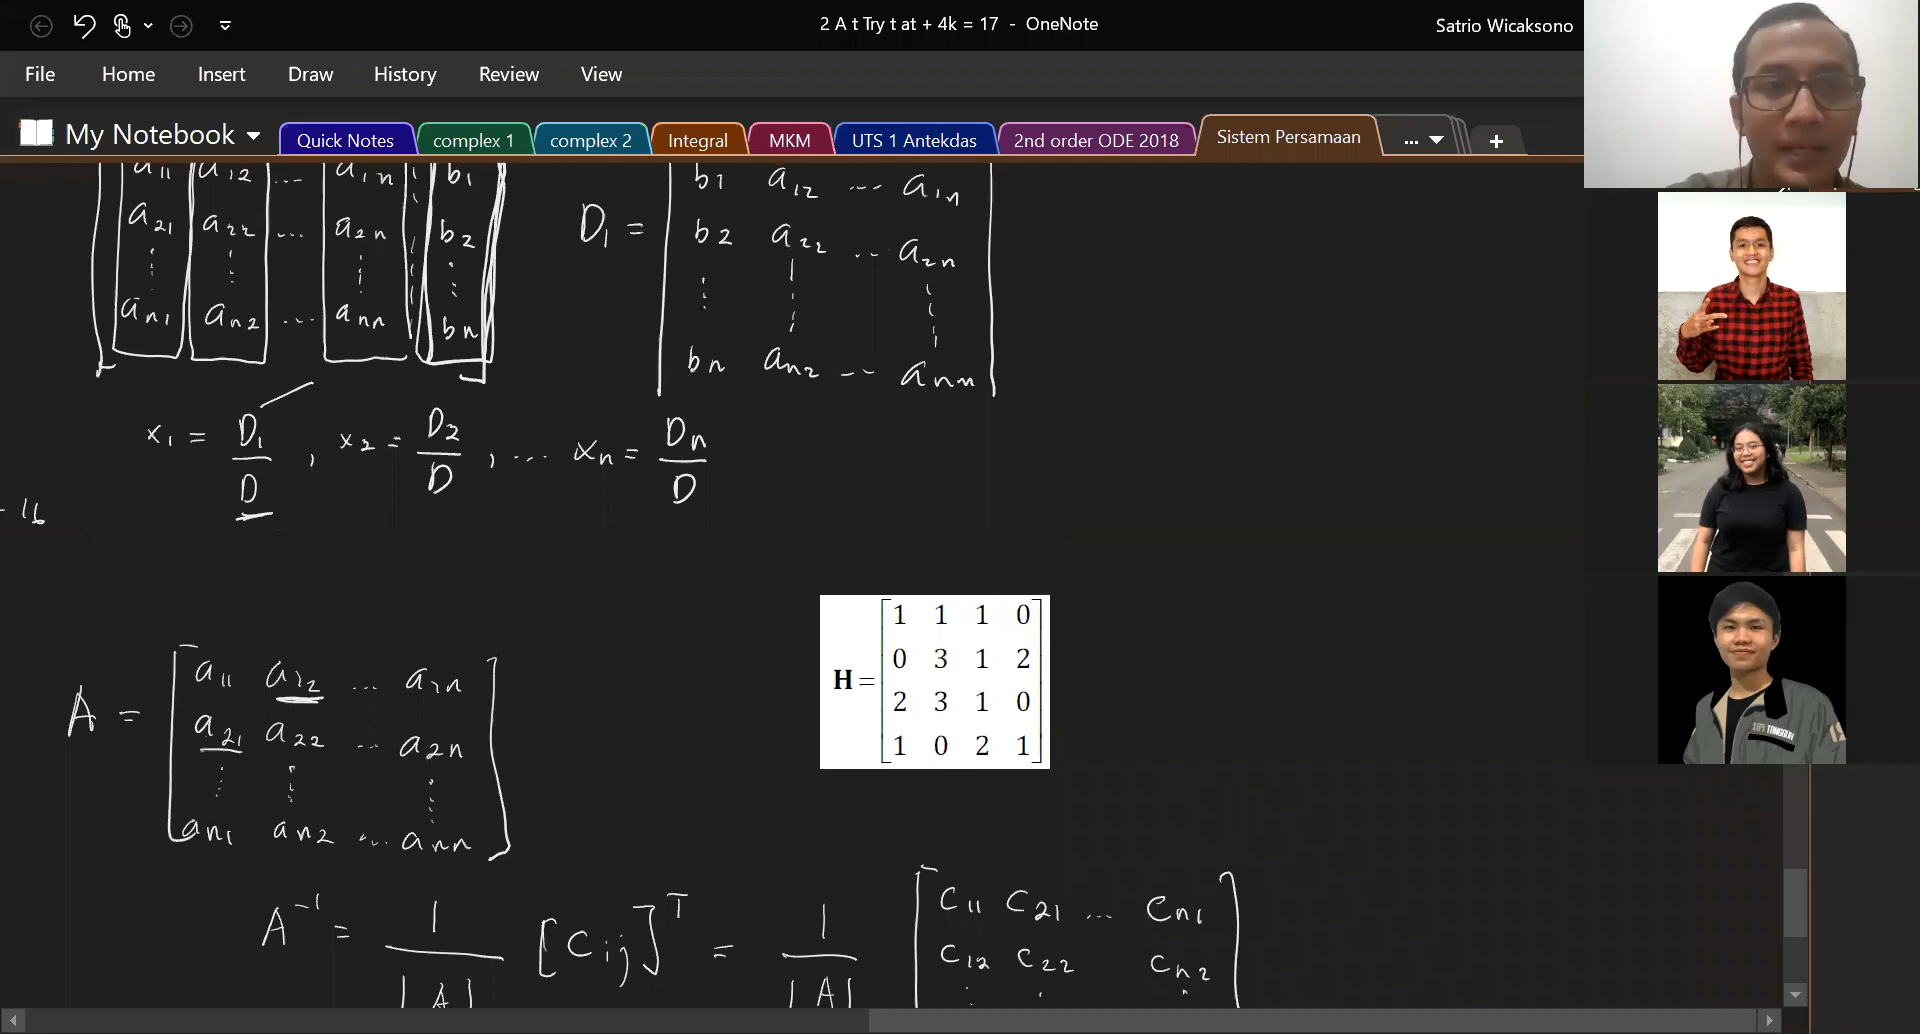 2 A t Try t at + 4k = 17 - OneNote
Satrio Wicaksono
File Home Insert Draw History Review View
My Notebook Quick Notes complex 1 complex 2 Integral MKM UTS 1 Antekdas 2nd order ODE 2018 Sistem Persamaan ... +
a11 a12 ... a1n b1
a21 a22 ... a2n b2
an1 an2 ... ann bn
D1 =
b1 a12 ... a1n
b2 a22 ... a2n
bn an2 ... ann
x1 = D1/D , x2 = D2/D , ... xn = Dn/D
- 16
A =
a11 a12 ... a1n
a21 a22 ... a2n
an1 an2 ... ann
H =
1 1 1 0
0 3 1 2
2 3 1 0
1 0 2 1
189 TANGGUH
A^-1 = 1/|A| [Cij]^T = 1/|A|
C11 C21 ... Cn1
C12 C22 Cn2